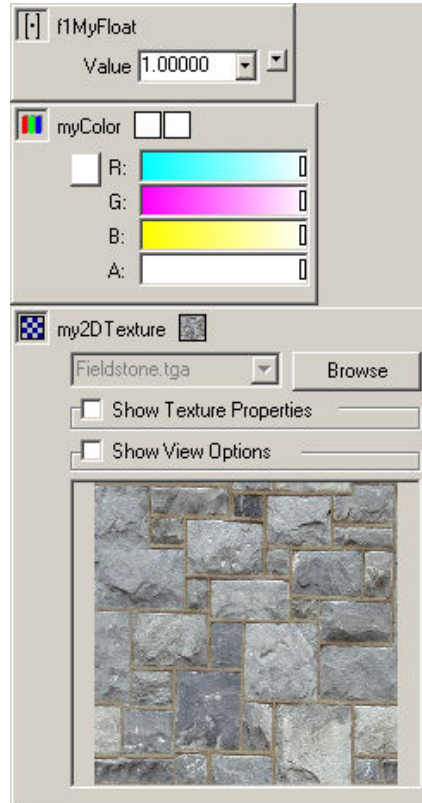 f1MyFloat
Value 1.00000
myColor
R:
G:
B:
A:
my2DTexture
Fieldstone.tga Browse
Show Texture Properties
Show View Options